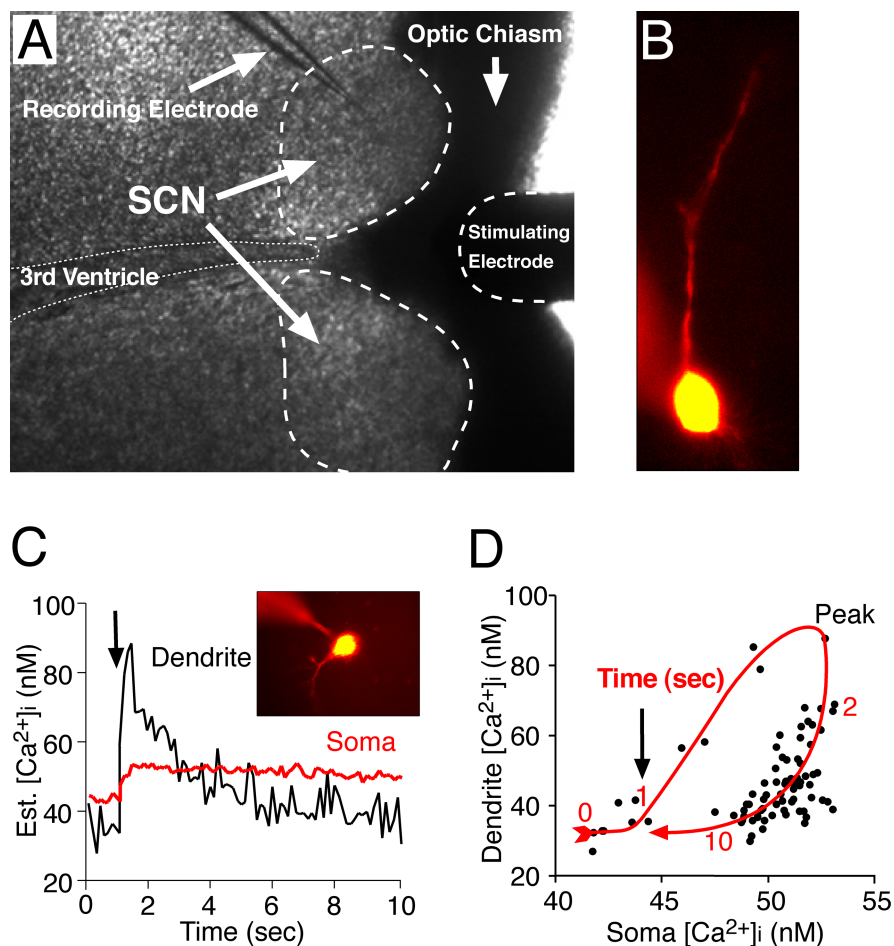 A
Optic Chiasm
Recording Electrode
SCN
Stimulating
Electrode
3rd Ventricle
B
C
Est. [Ca2+]i (nM)
100
80
60
40
20
Dendrite
Soma
0 2 4 6 8 10
Time (sec)
D
Dendrite [Ca2+]i (nM)
100
80
60
40
20
Peak
Time (sec)
2
0
1
10
40 45 50 55
Soma [Ca2+]i (nM)